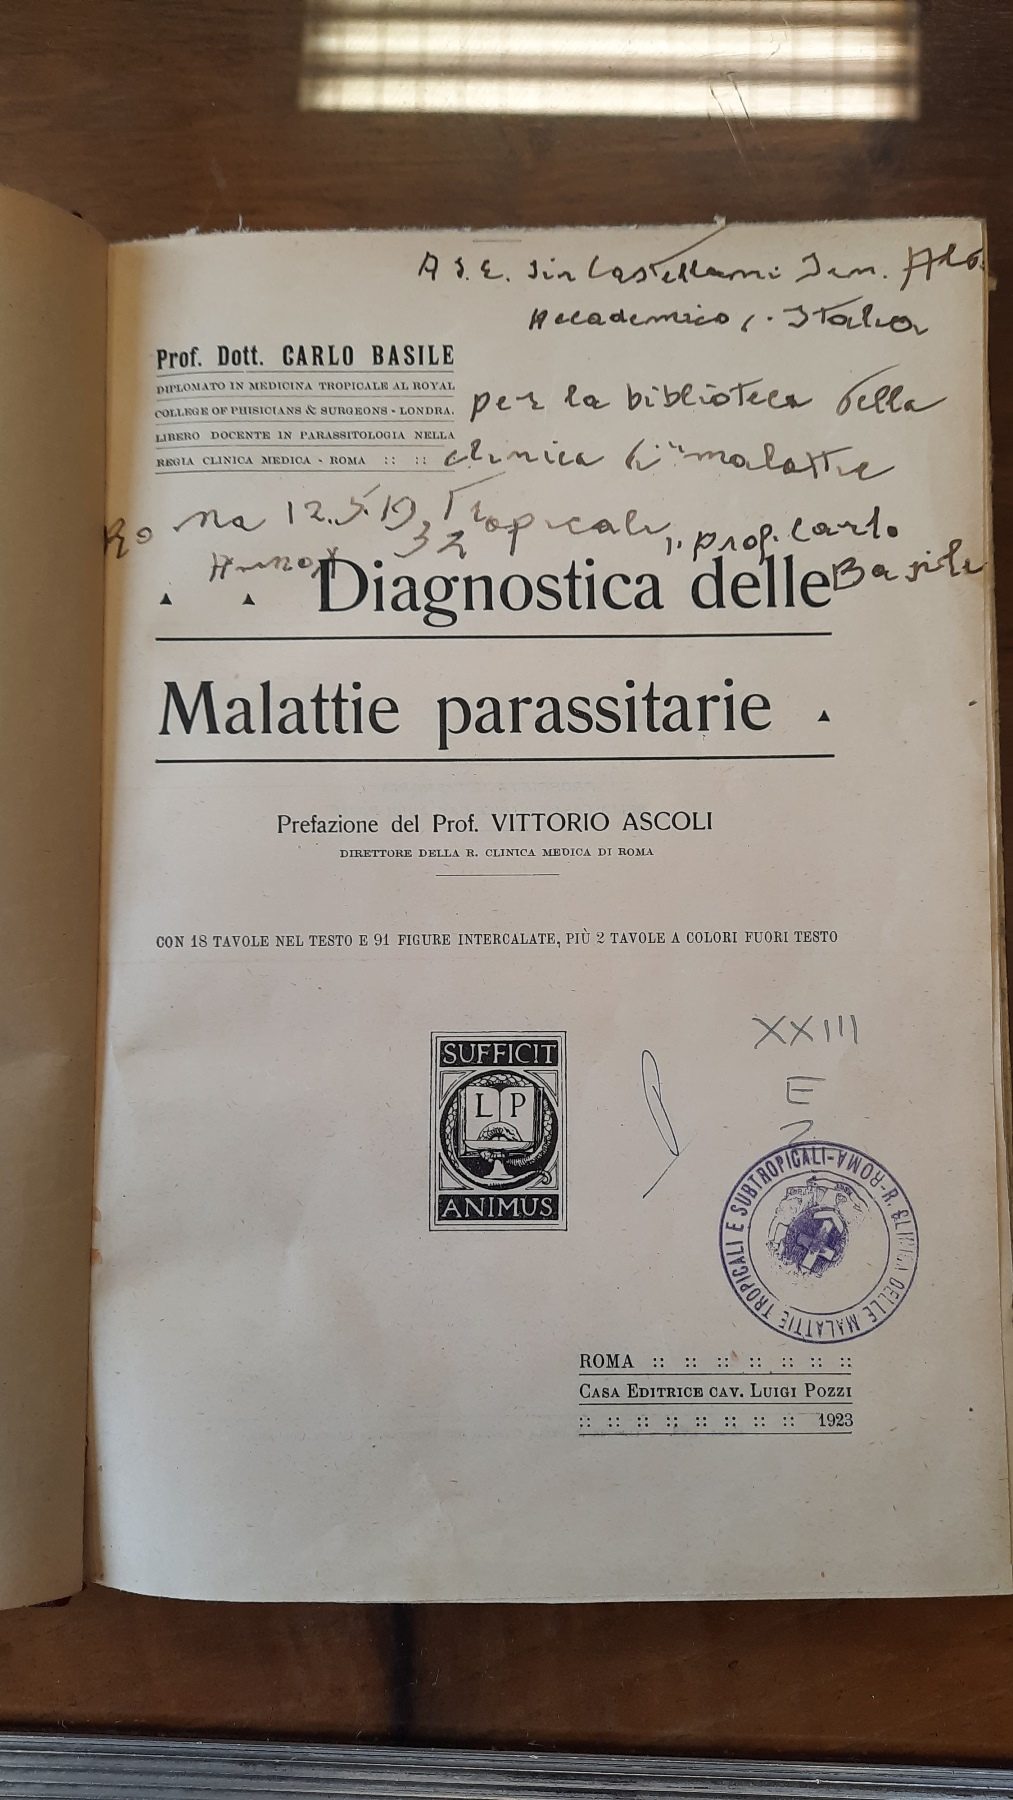 A S.E. Sir Castellani Sen. Aldo
Accademico d'Italia
Prof. Dott. CARLO BASILE
DIPLOMATO IN MEDICINA TROPICALE AL ROYAL
COLLEGE OF PHISICIANS & SURGEONS - LONDRA.
LIBERO DOCENTE IN PARASSITOLOGIA NELLA
REGIA CLINICA MEDICA - ROMA :: ::
per la biblioteca della
clinica di malattie
Tropicali, prof. Carlo
Basile
Roma 12.5.1932
Anno X
Diagnostica delle
Malattie parassitarie
Prefazione del Prof. VITTORIO ASCOLI
DIRETTORE DELLA R. CLINICA MEDICA DI ROMA
CON 18 TAVOLE NEL TESTO E 91 FIGURE INTERCALATE, PIÙ 2 TAVOLE A COLORI FUORI TESTO
SUFFICIT
L P
ANIMUS
XXIII
E
2
R. CLINICA DELLE MALATTIE TROPICALI E SUBTROPICALI-ROMA-
ROMA :: :: :: :: :: :: ::
CASA EDITRICE CAV. LUIGI POZZI
:: :: :: :: :: :: :: :: 1923